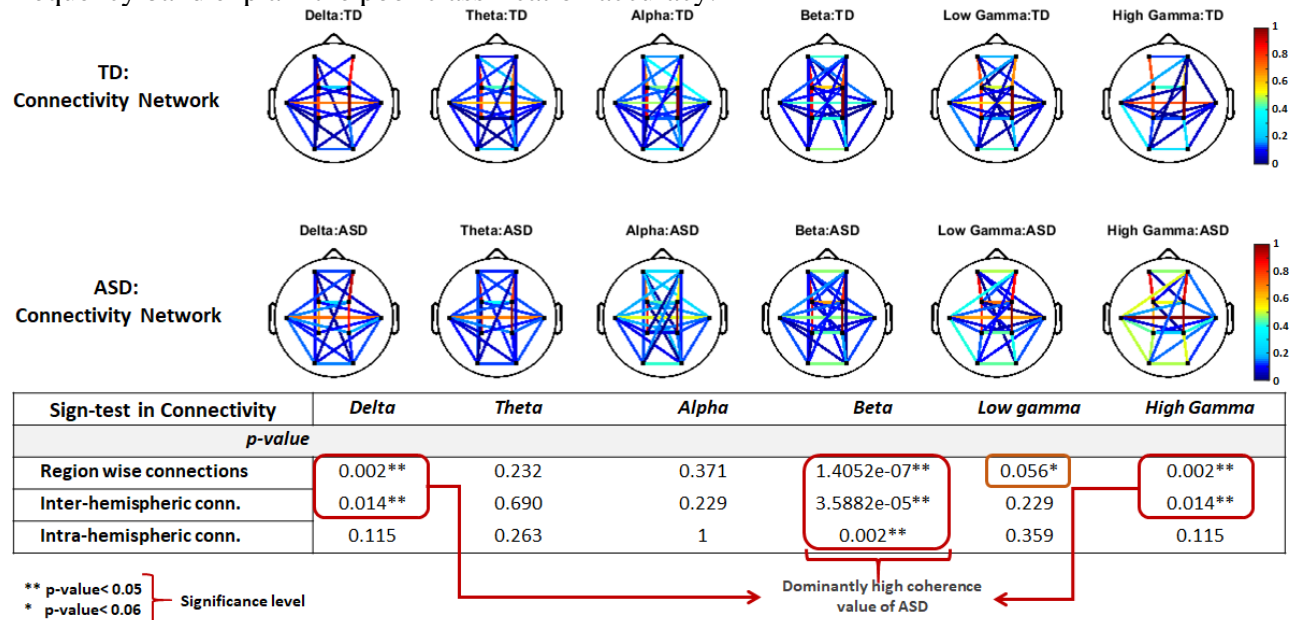 Delta:TD Theta:TD Alpha:TD Beta:TD Low Gamma:TD High Gamma:TD
TD:
Connectivity Network
1
0.8
0.6
0.4
0.2
0
Delta:ASD Theta:ASD Alpha:ASD Beta:ASD Low Gamma:ASD High Gamma:ASD
ASD:
Connectivity Network
1
0.8
0.6
0.4
0.2
0
Sign-test in Connectivity Delta Theta Alpha Beta Low gamma High Gamma
p-value
Region wise connections 0.002** 0.232 0.371 1.4052e-07** 0.056* 0.002**
Inter-hemispheric conn. 0.014** 0.690 0.229 3.5882e-05** 0.229 0.014**
Intra-hemispheric conn. 0.115 0.263 1 0.002** 0.359 0.115
** p-value< 0.05
* p-value< 0.06
Significance level
Dominantly high coherence
value of ASD